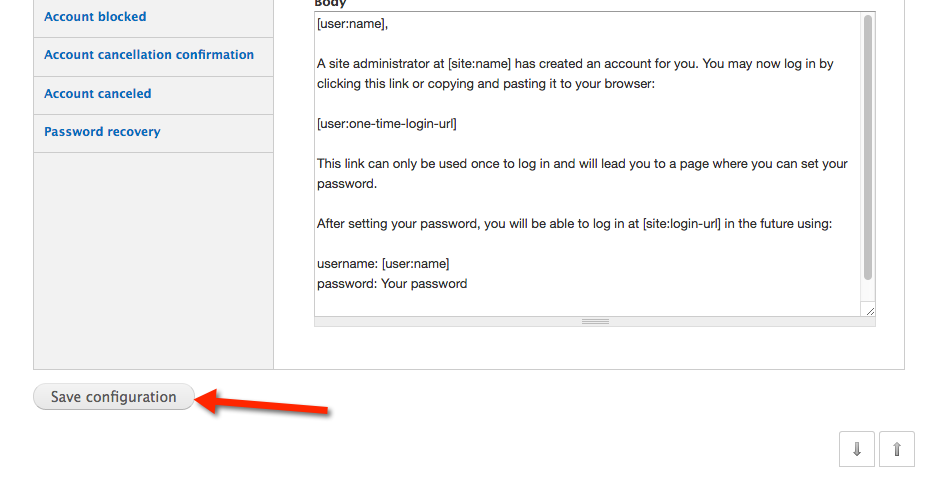 Body
Account blocked
Account cancellation confirmation
Account canceled
Password recovery
[user:name],
A site administrator at [site:name] has created an account for you. You may now log in by
clicking this link or copying and pasting it to your browser:
[user:one-time-login-url]
This link can only be used once to log in and will lead you to a page where you can set your
password.
After setting your password, you will be able to log in at [site:login-url] in the future using:
username: [user:name]
password: Your password
Save configuration